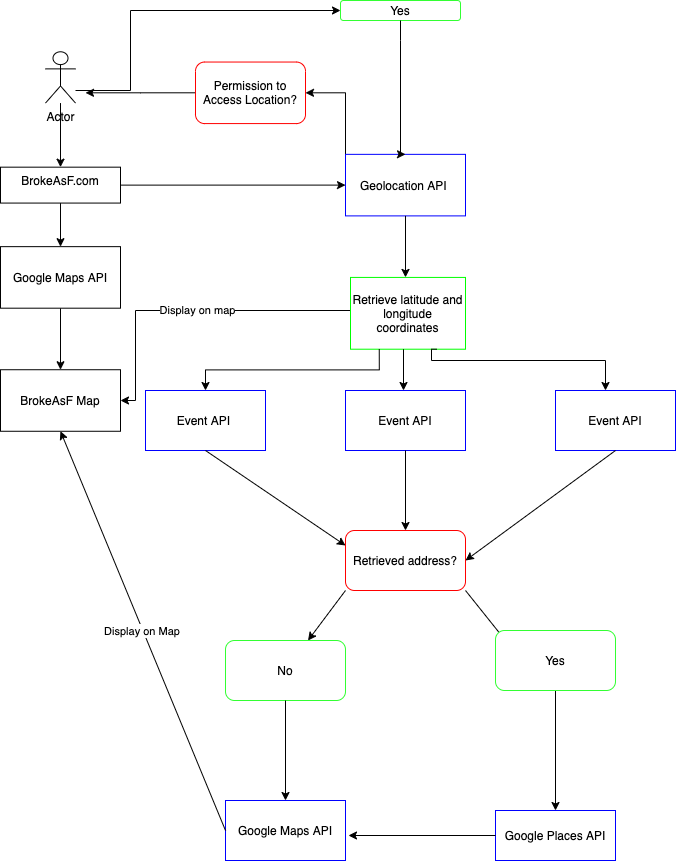 Yes
Permission to
Access Location?
Actor
BrokeAsF.com
Geolocation API
Google Maps API
Retrieve latitude and
longitude
coordinates
Display on map
BrokeAsF Map
Event API
Event API
Event API
Retrieved address?
Display on Map
No
Yes
Google Maps API
Google Places API